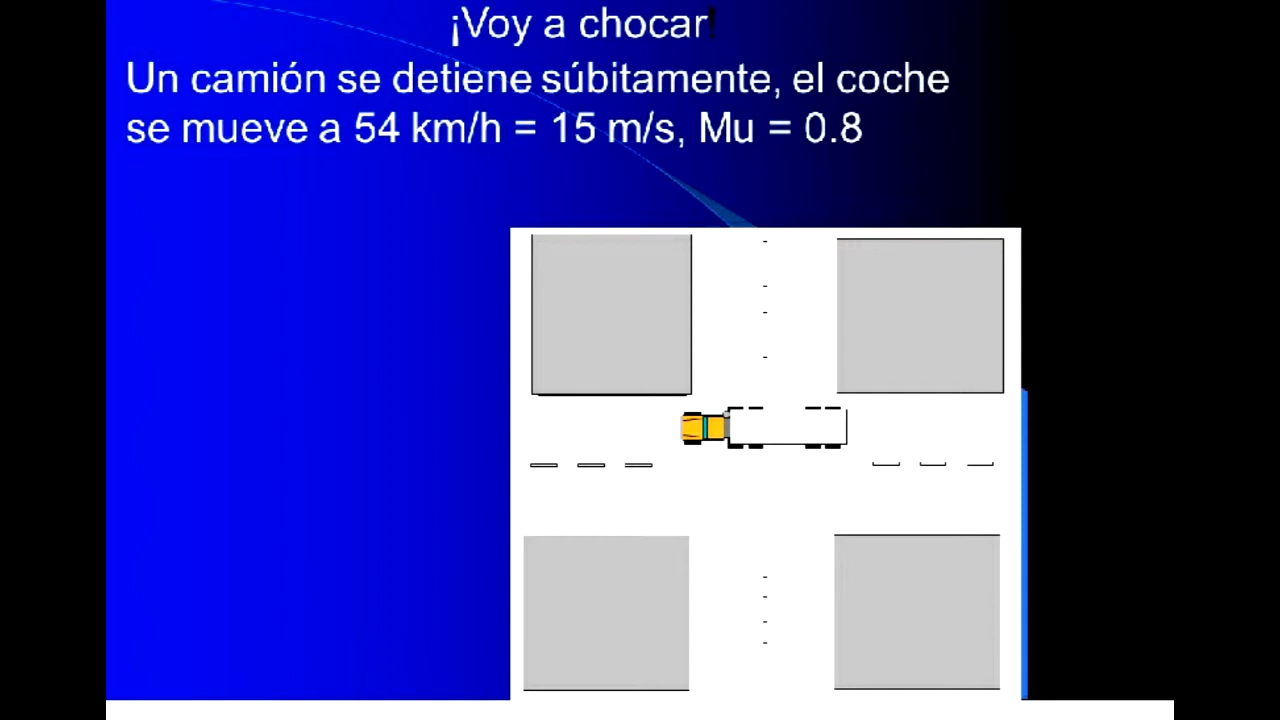 ¡Voy a chocar!
Un camión se detiene súbitamente, el coche
se mueve a 54 km/h = 15 m/s, Mu = 0.8